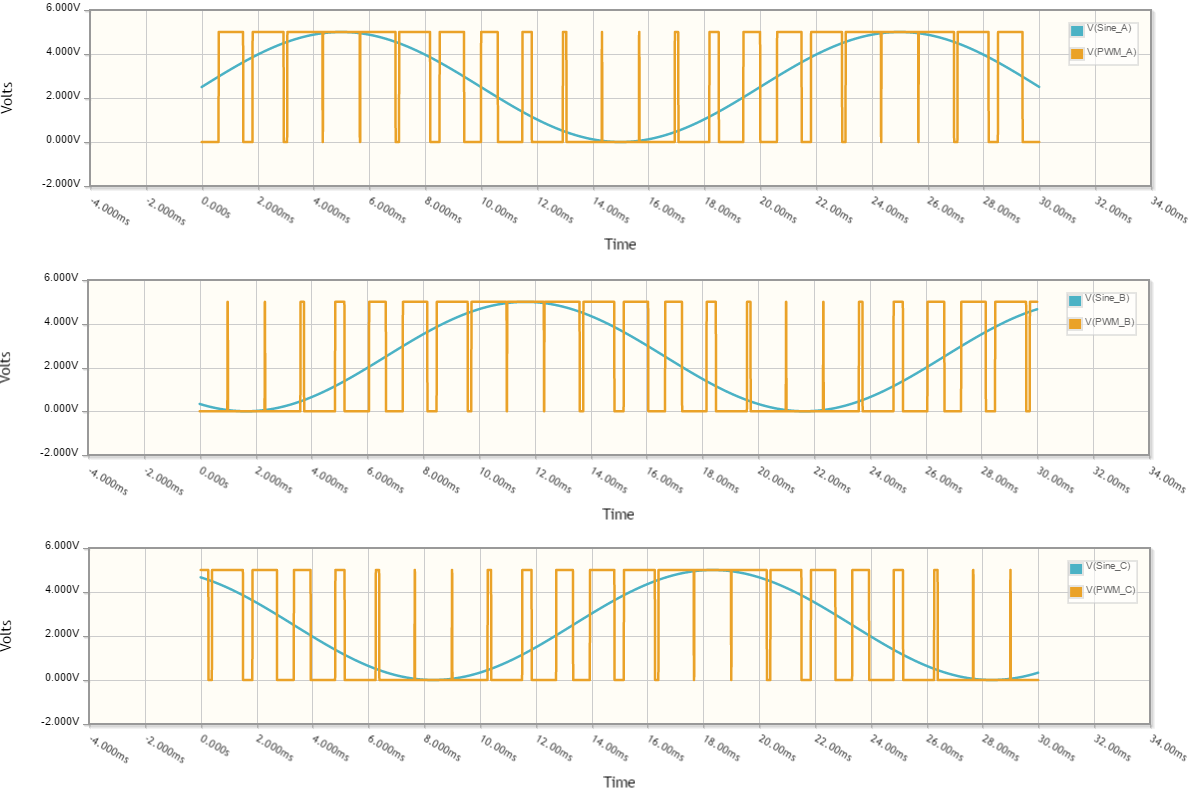 6.000V
V(Sine_A)
4.000V
V(PWM_A)
Volts
2.000V
0.000V
-2.000V
-4.000ms -2.000ms 0.000s 2.000ms 4.000ms 6.000ms 8.000ms 10.00ms 12.00ms 14.00ms 16.00ms 18.00ms 20.00ms 22.00ms 24.00ms 26.00ms 28.00ms 30.00ms 32.00ms 34.00ms
Time
6.000V
V(Sine_B)
4.000V
V(PWM_B)
Volts
2.000V
0.000V
-2.000V
-4.000ms -2.000ms 0.000s 2.000ms 4.000ms 6.000ms 8.000ms 10.00ms 12.00ms 14.00ms 16.00ms 18.00ms 20.00ms 22.00ms 24.00ms 26.00ms 28.00ms 30.00ms 32.00ms 34.00ms
Time
6.000V
V(Sine_C)
4.000V
V(PWM_C)
Volts
2.000V
0.000V
-2.000V
-4.000ms -2.000ms 0.000s 2.000ms 4.000ms 6.000ms 8.000ms 10.00ms 12.00ms 14.00ms 16.00ms 18.00ms 20.00ms 22.00ms 24.00ms 26.00ms 28.00ms 30.00ms 32.00ms 34.00ms
Time